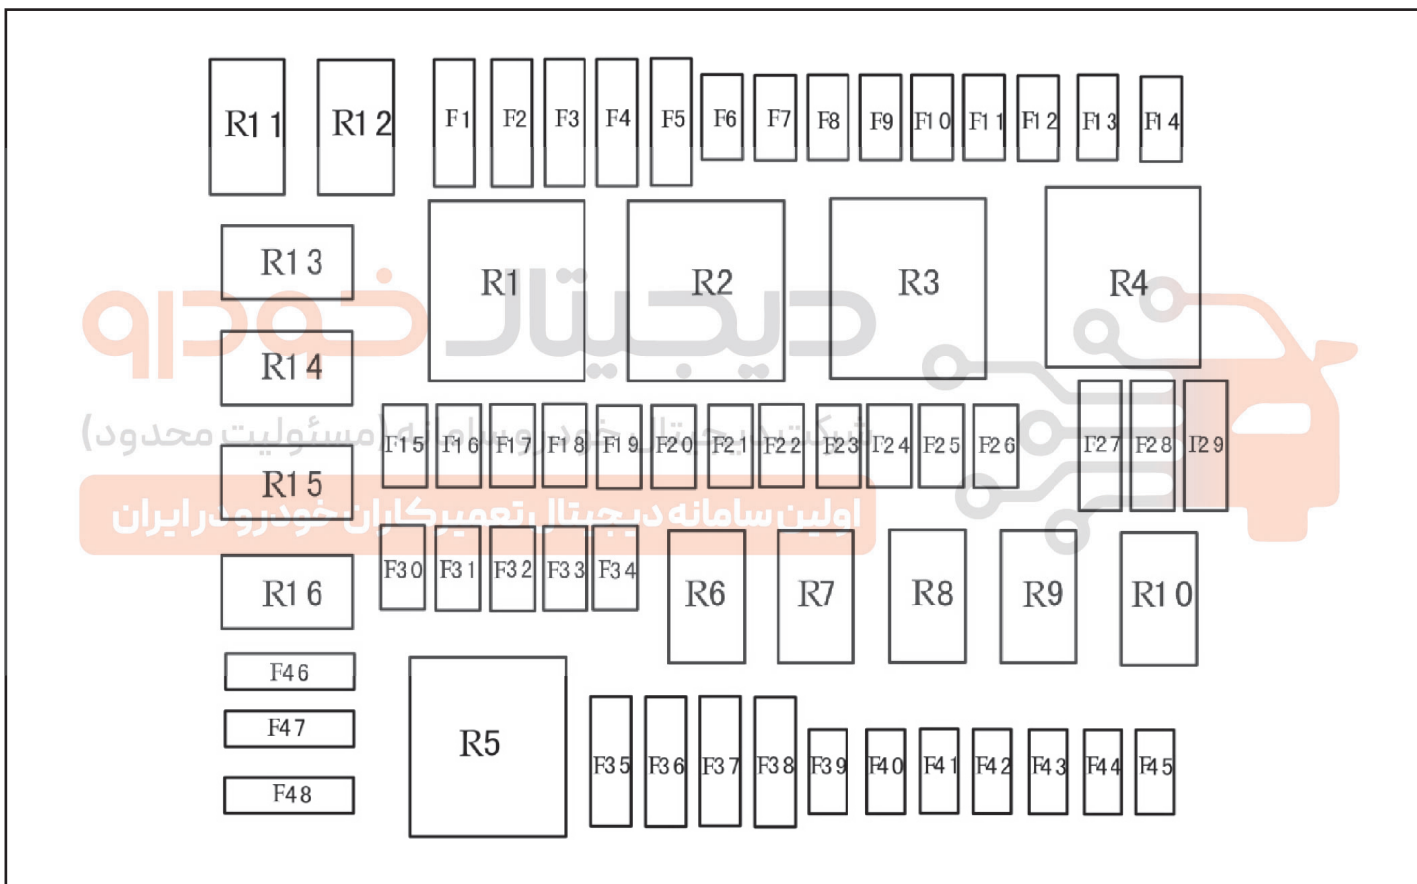 R11 R12 F1 F2 F3 F4 F5 F6 F7 F8 F9 F10 F11 F12 F13 F14
R13 R1 R2 R3 R4
دیجیتال خودرو
R14
شرکت دیجیتال خودرو سامانه (مسئولیت محدود)
F15 F16 F17 F18 F19 F20 F21 F22 F23 F24 F25 F26 F27 F28 F29
R15
اولین سامانه دیجیتال تعمیرکاران خودرو در ایران
R16 F30 F31 F32 F33 F34 R6 R7 R8 R9 R10
F46
F47 R5 F35 F36 F37 F38 F39 F40 F41 F42 F43 F44 F45
F48